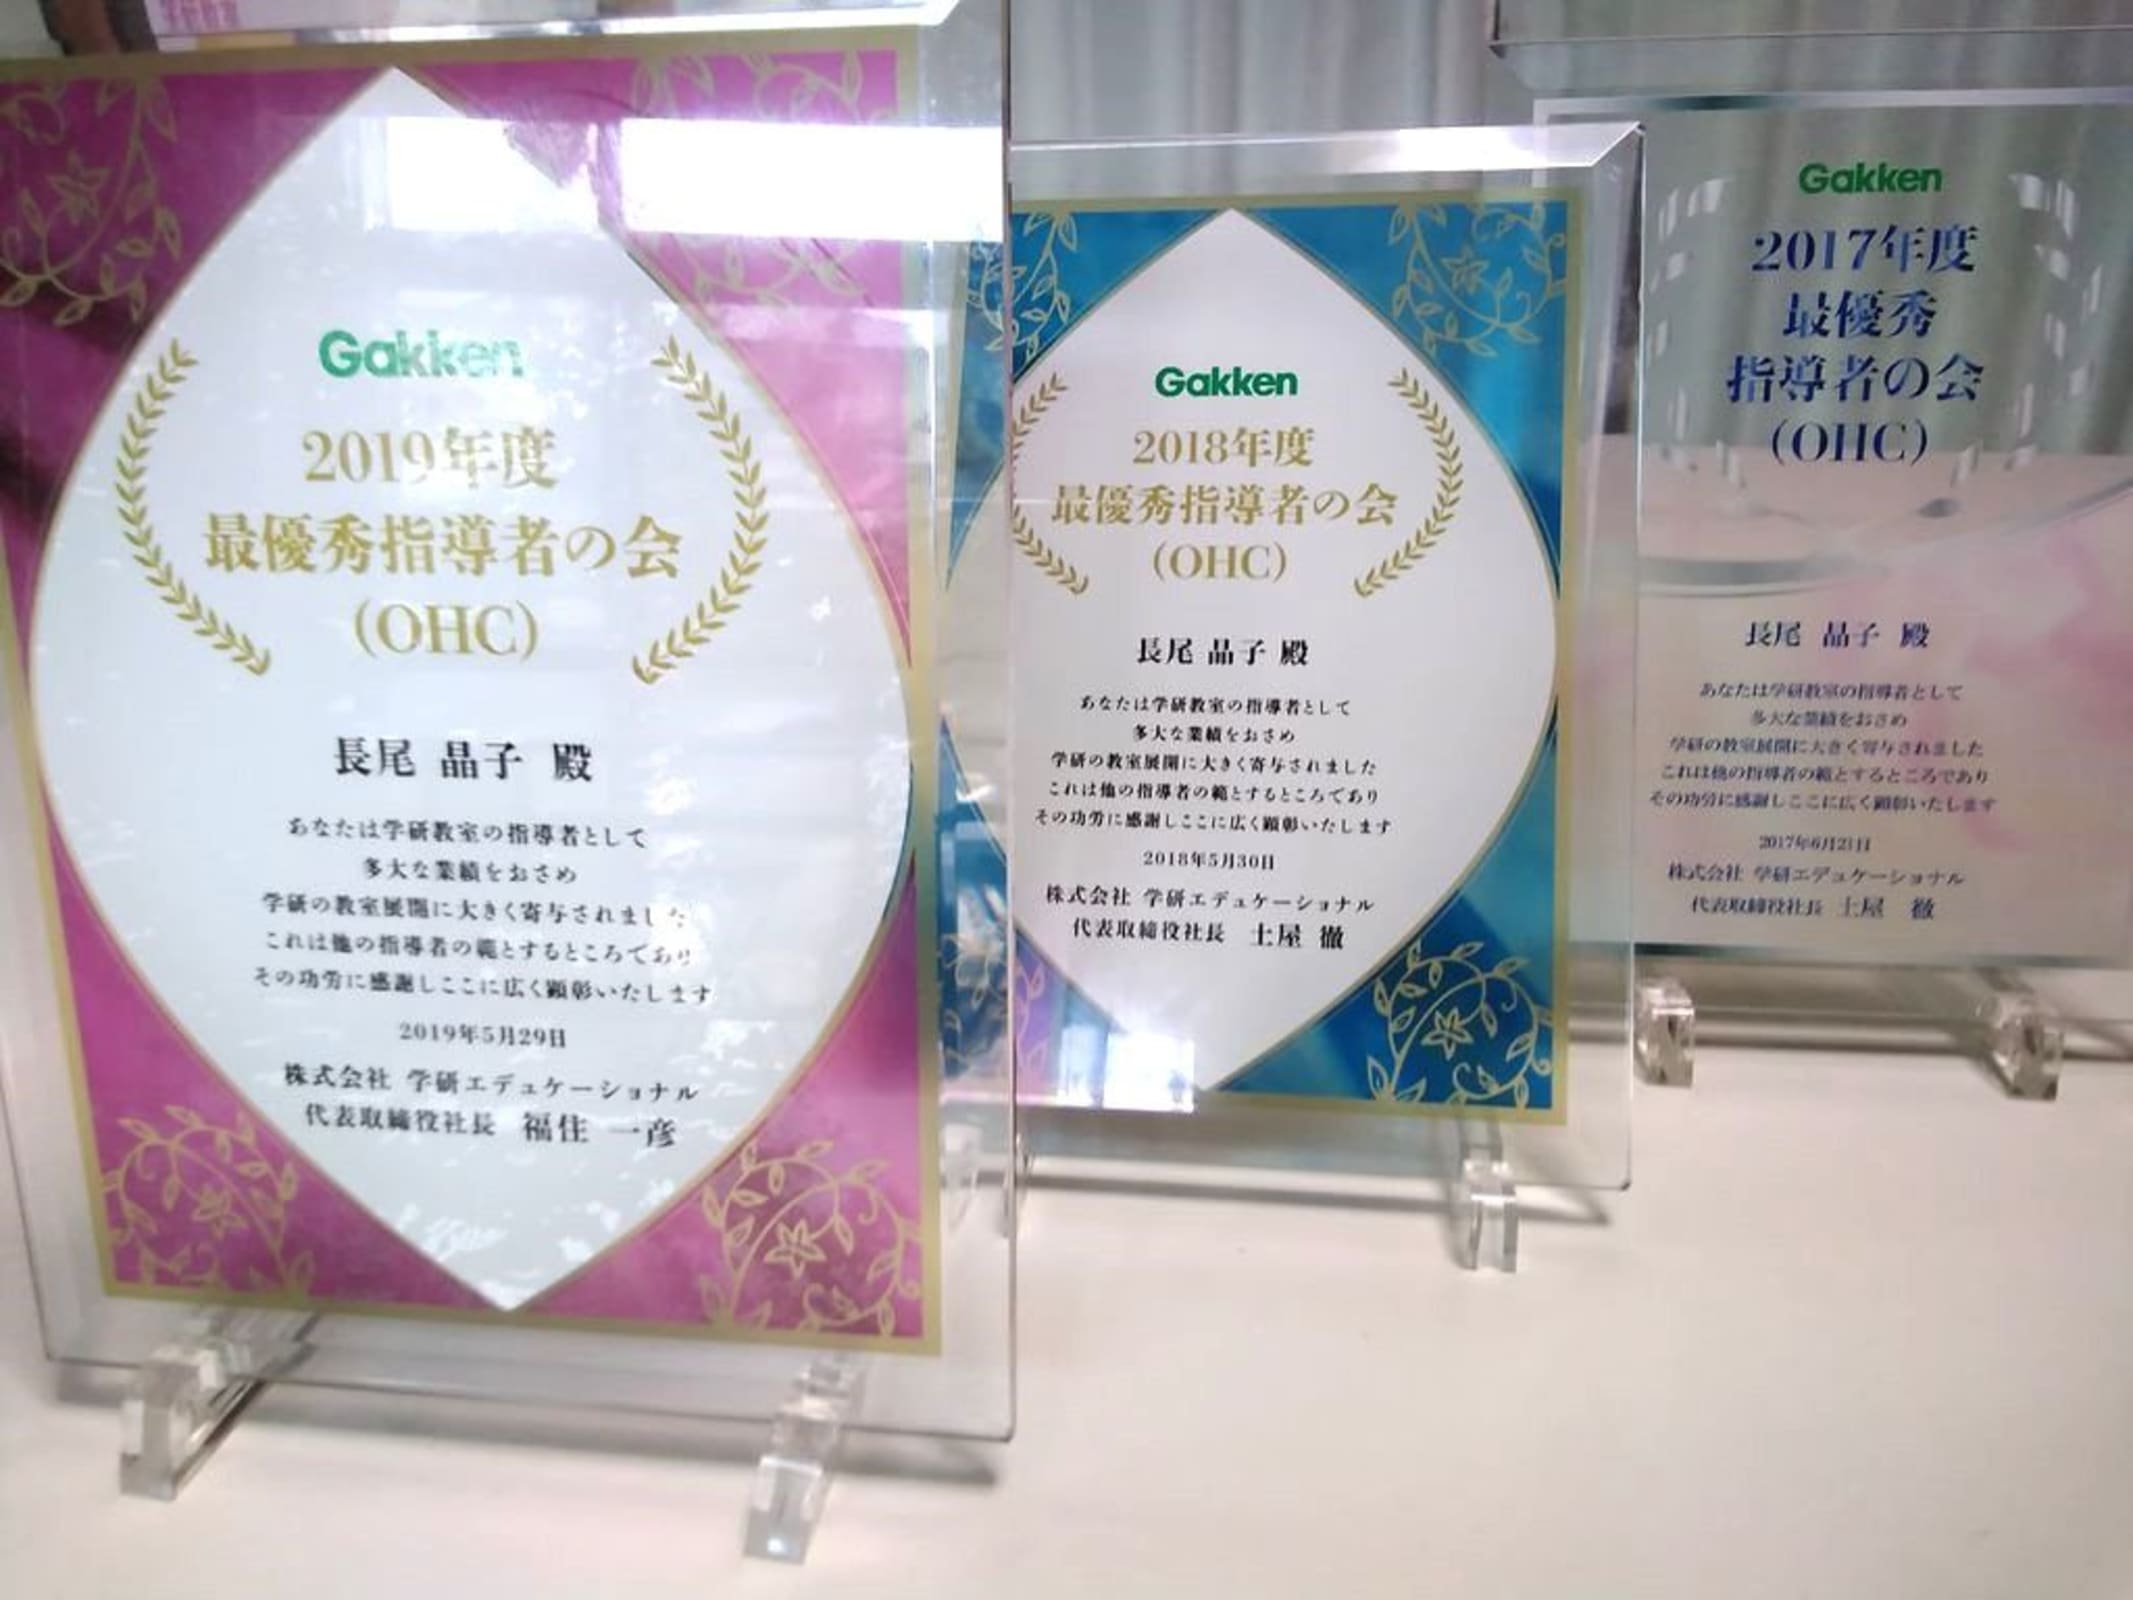 Gakken
2019年度
最優秀指導者の会
(OHC)
長尾 晶子 殿
あなたは学研教室の指導者として
多大な業績をおさめ
学研の教室展開に大きく寄与されました
これは他の指導者の範とするところであり
その功労に感謝しここに広く顕彰いたします
2019年5月29日
株式会社 学研エデュケーショナル
代表取締役社長 福住 一彦
Gakken
2018年度
最優秀指導者の会
(OHC)
長尾 晶子 殿
あなたは学研教室の指導者として
多大な業績をおさめ
学研の教室展開に大きく寄与されました
これは他の指導者の範とするところであり
その功労に感謝しここに広く顕彰いたします
2018年5月30日
株式会社 学研エデュケーショナル
代表取締役社長 土屋 徹
Gakken
2017年度
最優秀
指導者の会
(OHC)
長尾 晶子 殿
あなたは学研教室の指導者として
多大な業績をおさめ
学研の教室展開に大きく寄与されました
これは他の指導者の範とするところであり
その功労に感謝しここに広く顕彰いたします
2017年6月21日
株式会社 学研エデュケーショナル
代表取締役社長 土屋 徹